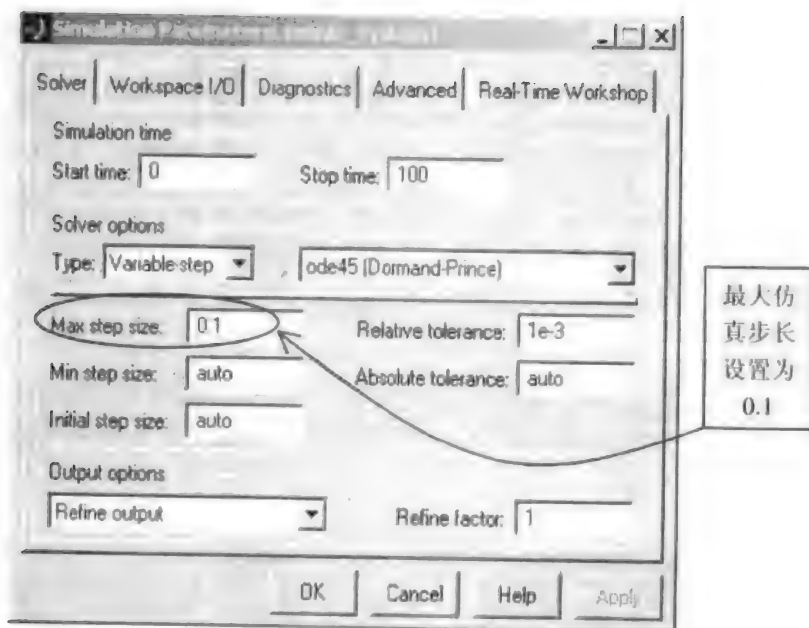 Simulation
Solver Workspace I/O Diagnostics Advanced Real-Time Workshop
Simulation time
Start time: 0 Stop time: 100
Solver options
Type: Variable-step ode45 (Dormand-Prince)
Max step size: 0.1 Relative tolerance: 1e-3
Min step size: auto Absolute tolerance: auto
Initial step size: auto
Output options
Refine output Refine factor: 1
OK Cancel Help Apply
最大仿
真步长
设置为
0.1